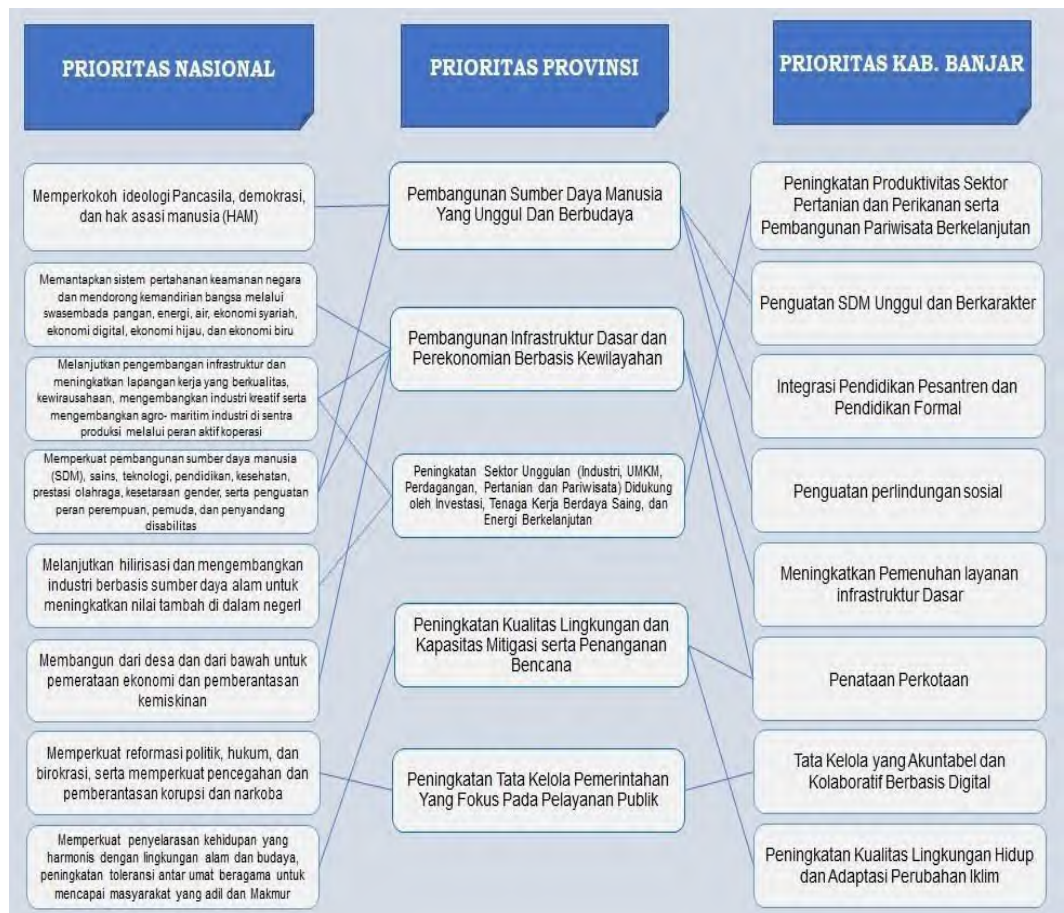 PRIORITAS NASIONAL
PRIORITAS PROVINSI
PRIORITAS KAB. BANJAR
Memperkokoh ideologi Pancasila, demokrasi,
dan hak asasi manusia (HAM)
Memantapkan sistem pertahanan keamanan negara
dan mendorong kemandirian bangsa melalui
swasembada pangan, energi, air, ekonomi syariah,
ekonomi digital, ekonomi hijau, dan ekonomi biru
Melanjutkan pengembangan infrastruktur dan
meningkatkan lapangan kerja yang berkualitas,
kewirausahaan, mengembangkan industri kreatif serta
mengembangkan agro- maritim industri di sentra
produksi melalui peran aktif koperasi
Memperkuat pembangunan sumber daya manusia
(SDM), sains, teknologi, pendidikan, kesehatan,
prestasi olahraga, kesetaraan gender, serta penguatan
peran perempuan, pemuda, dan penyandang
disabilitas
Melanjutkan hilirisasi dan mengembangkan
industri berbasis sumber daya alam untuk
meningkatkan nilai tambah di dalam negerI
Membangun dari desa dan dari bawah untuk
pemerataan ekonomi dan pemberantasan
kemiskinan
Memperkuat reformasi politik, hukum, dan
birokrasi, serta memperkuat pencegahan dan
pemberantasan korupsi dan narkoba
Memperkuat penyelarasan kehidupan yang
harmonis dengan lingkungan alam dan budaya,
peningkatan toleransi antar umat beragama untuk
mencapai masyarakat yang adil dan Makmur
Pembangunan Sumber Daya Manusia
Yang Unggul Dan Berbudaya
Pembangunan Infrastruktur Dasar dan
Perekonomian Berbasis Kewilayahan
Peningkatan Sektor Unggulan (Industri, UMKM,
Perdagangan, Pertanian dan Pariwisata) Didukung
oleh Investasi, Tenaga Kerja Berdaya Saing, dan
Energi Berkelanjutan
Peningkatan Kualitas Lingkungan dan
Kapasitas Mitigasi serta Penanganan
Bencana
Peningkatan Tata Kelola Pemerintahan
Yang Fokus Pada Pelayanan Publik
Peningkatan Produktivitas Sektor
Pertanian dan Perikanan serta
Pembangunan Pariwisata Berkelanjutan
Penguatan SDM Unggul dan Berkarakter
Integrasi Pendidikan Pesantren dan
Pendidikan Formal
Penguatan perlindungan sosial
Meningkatkan Pemenuhan layanan
infrastruktur Dasar
Penataan Perkotaan
Tata Kelola yang Akuntabel dan
Kolaboratif Berbasis Digital
Peningkatan Kualitas Lingkungan Hidup
dan Adaptasi Perubahan Iklim